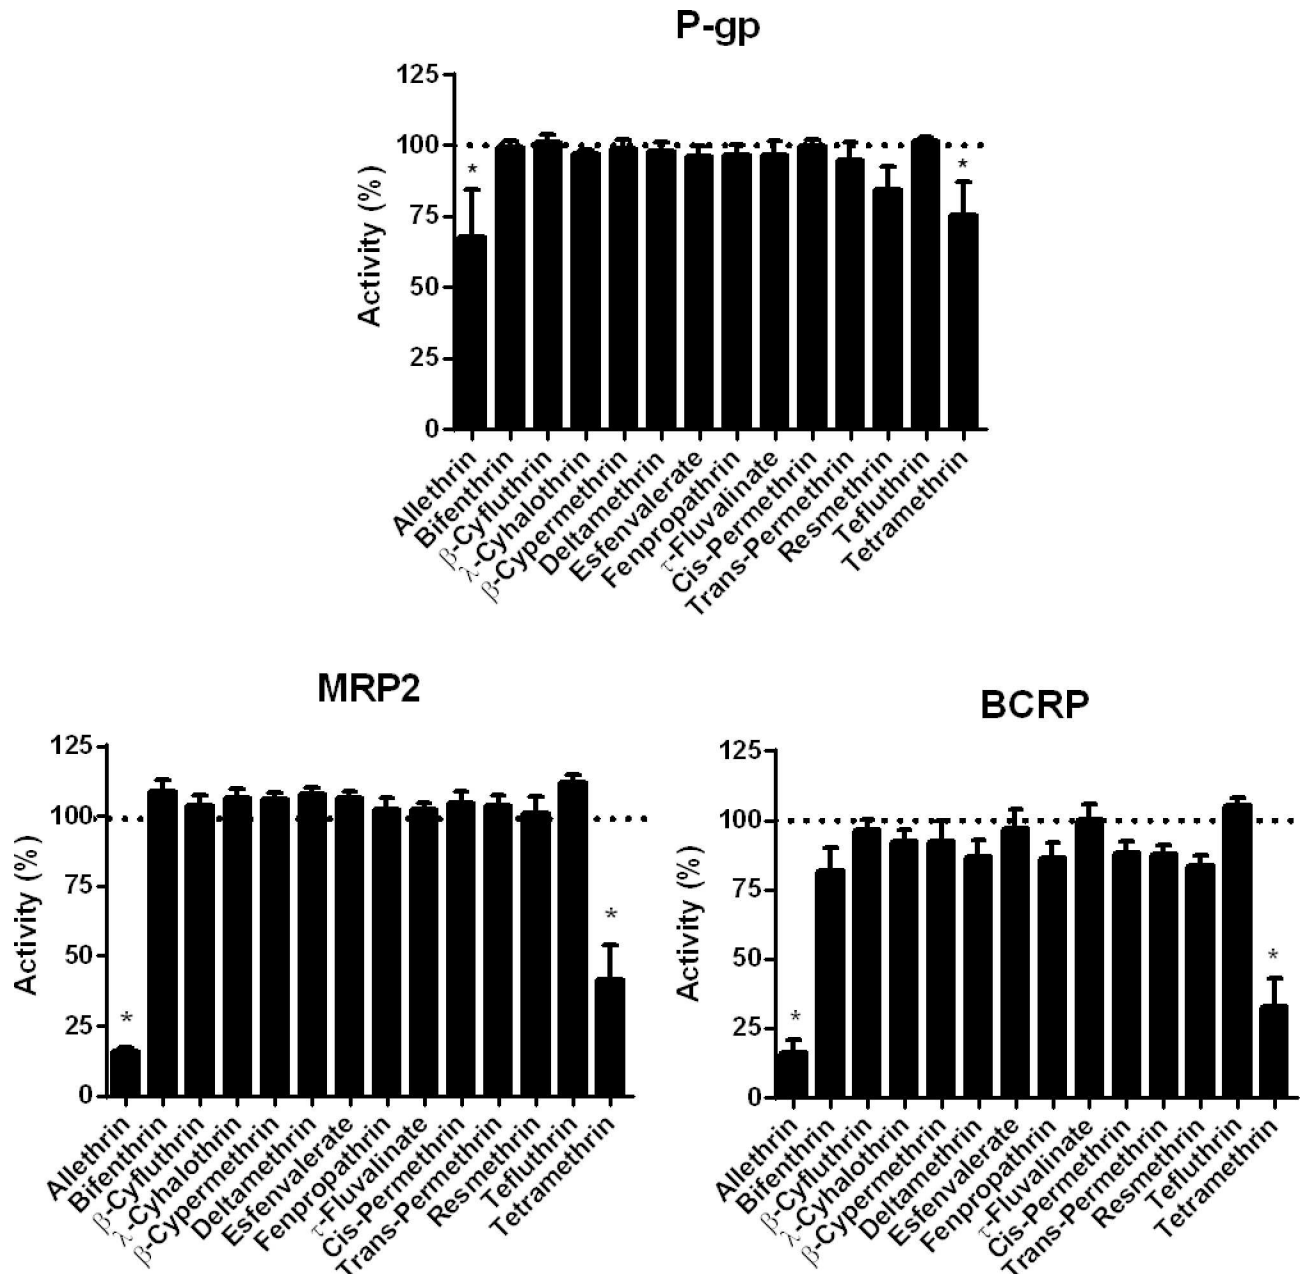 P-gp
Activity (%)
125
100
75
50
25
0
*
*
Allethrin
Bifenthrin
β-Cyfluthrin
λ-Cyhalothrin
β-Cypermethrin
Deltamethrin
Esfenvalerate
Fenpropathrin
τ-Fluvalinate
Cis-Permethrin
Trans-Permethrin
Resmethrin
Tefluthrin
Tetramethrin
MRP2
Activity (%)
125
100
75
50
25
0
*
*
Allethrin
Bifenthrin
β-Cyfluthrin
λ-Cyhalothrin
β-Cypermethrin
Deltamethrin
Esfenvalerate
Fenpropathrin
τ-Fluvalinate
Cis-Permethrin
Trans-Permethrin
Resmethrin
Tefluthrin
Tetramethrin
BCRP
Activity (%)
125
100
75
50
25
0
*
*
Allethrin
Bifenthrin
β-Cyfluthrin
λ-Cyhalothrin
β-Cypermethrin
Deltamethrin
Esfenvalerate
Fenpropathrin
τ-Fluvalinate
Cis-Permethrin
Trans-Permethrin
Resmethrin
Tefluthrin
Tetramethrin